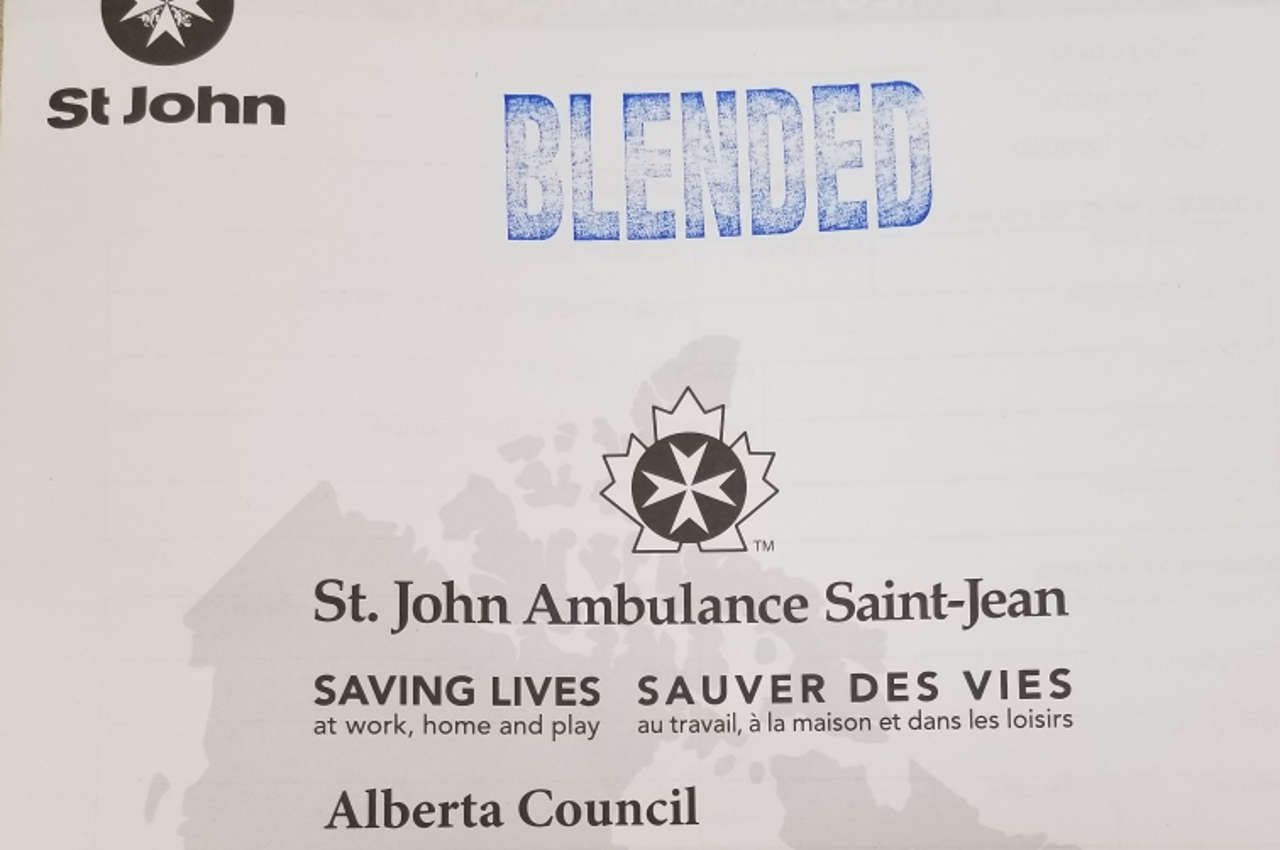 St John
BLENDED
TM
St. John Ambulance Saint-Jean
SAVING LIVES SAUVER DES VIES
at work, home and play au travail, à la maison et dans les loisirs
Alberta Council